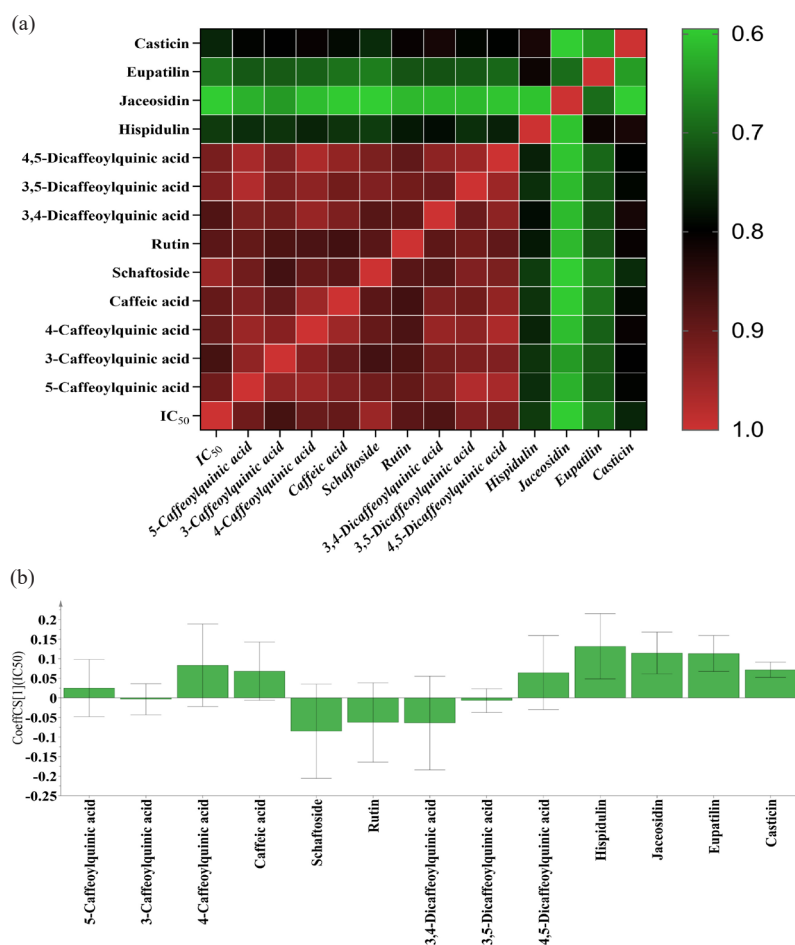 (a)
Casticin
Eupatilin
Jaceosidin
Hispidulin
4,5-Dicaffeoylquinic acid
3,5-Dicaffeoylquinic acid
3,4-Dicaffeoylquinic acid
Rutin
Schaftoside
Caffeic acid
4-Caffeoylquinic acid
3-Caffeoylquinic acid
5-Caffeoylquinic acid
IC50
IC50
5-Caffeoylquinic acid
3-Caffeoylquinic acid
4-Caffeoylquinic acid
Caffeic acid
Schaftoside
Rutin
3,4-Dicaffeoylquinic acid
3,5-Dicaffeoylquinic acid
4,5-Dicaffeoylquinic acid
Hispidulin
Jaceosidin
Eupatilin
Casticin
0.6
0.7
0.8
0.9
1.0
(b)
CoeffCS[1](IC50)
0.2
0.15
0.1
0.05
0
-0.05
-0.1
-0.15
-0.2
-0.25
5-Caffeoylquinic acid
3-Caffeoylquinic acid
4-Caffeoylquinic acid
Caffeic acid
Schaftoside
Rutin
3,4-Dicaffeoylquinic acid
3,5-Dicaffeoylquinic acid
4,5-Dicaffeoylquinic acid
Hispidulin
Jaceosidin
Eupatilin
Casticin